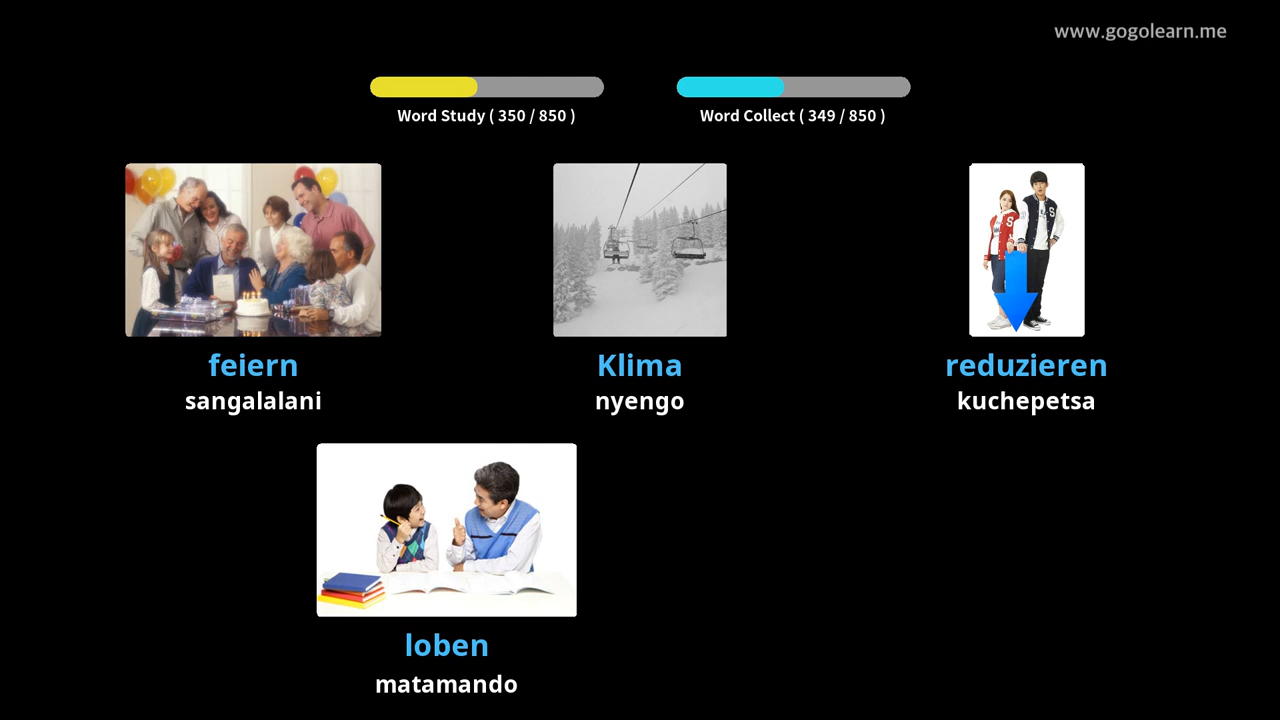 www.gogolearn.me
Word Study ( 350 / 850 )
Word Collect ( 349 / 850 )
feiern
sangalalani
Klima
nyengo
reduzieren
kuchepetsa
loben
matamando